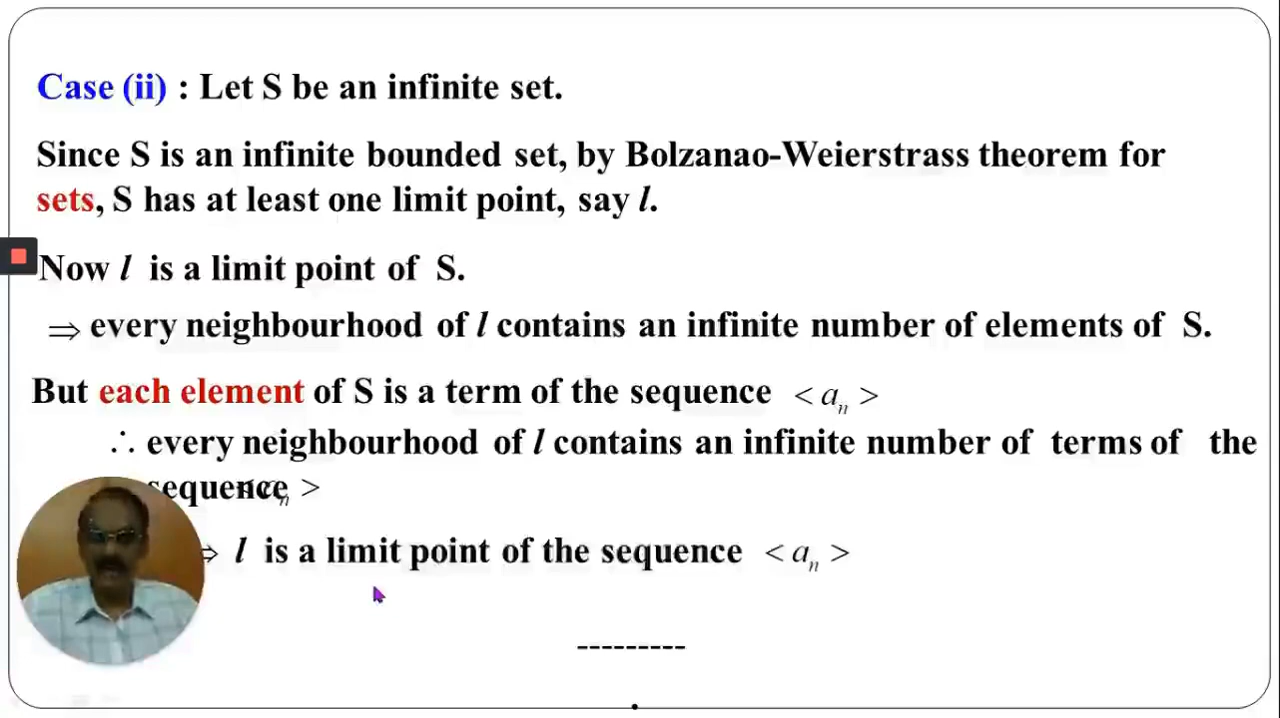 Case (ii) : Let S be an infinite set.
Since S is an infinite bounded set, by Bolzanao-Weierstrass theorem for
sets, S has at least one limit point, say l.
Now l is a limit point of S.
⇒ every neighbourhood of l contains an infinite number of elements of S.
But each element of S is a term of the sequence < aₙ >
∴ every neighbourhood of l contains an infinite number of terms of the
sequence < aₙ >
⇒ l is a limit point of the sequence < aₙ >
---------
.